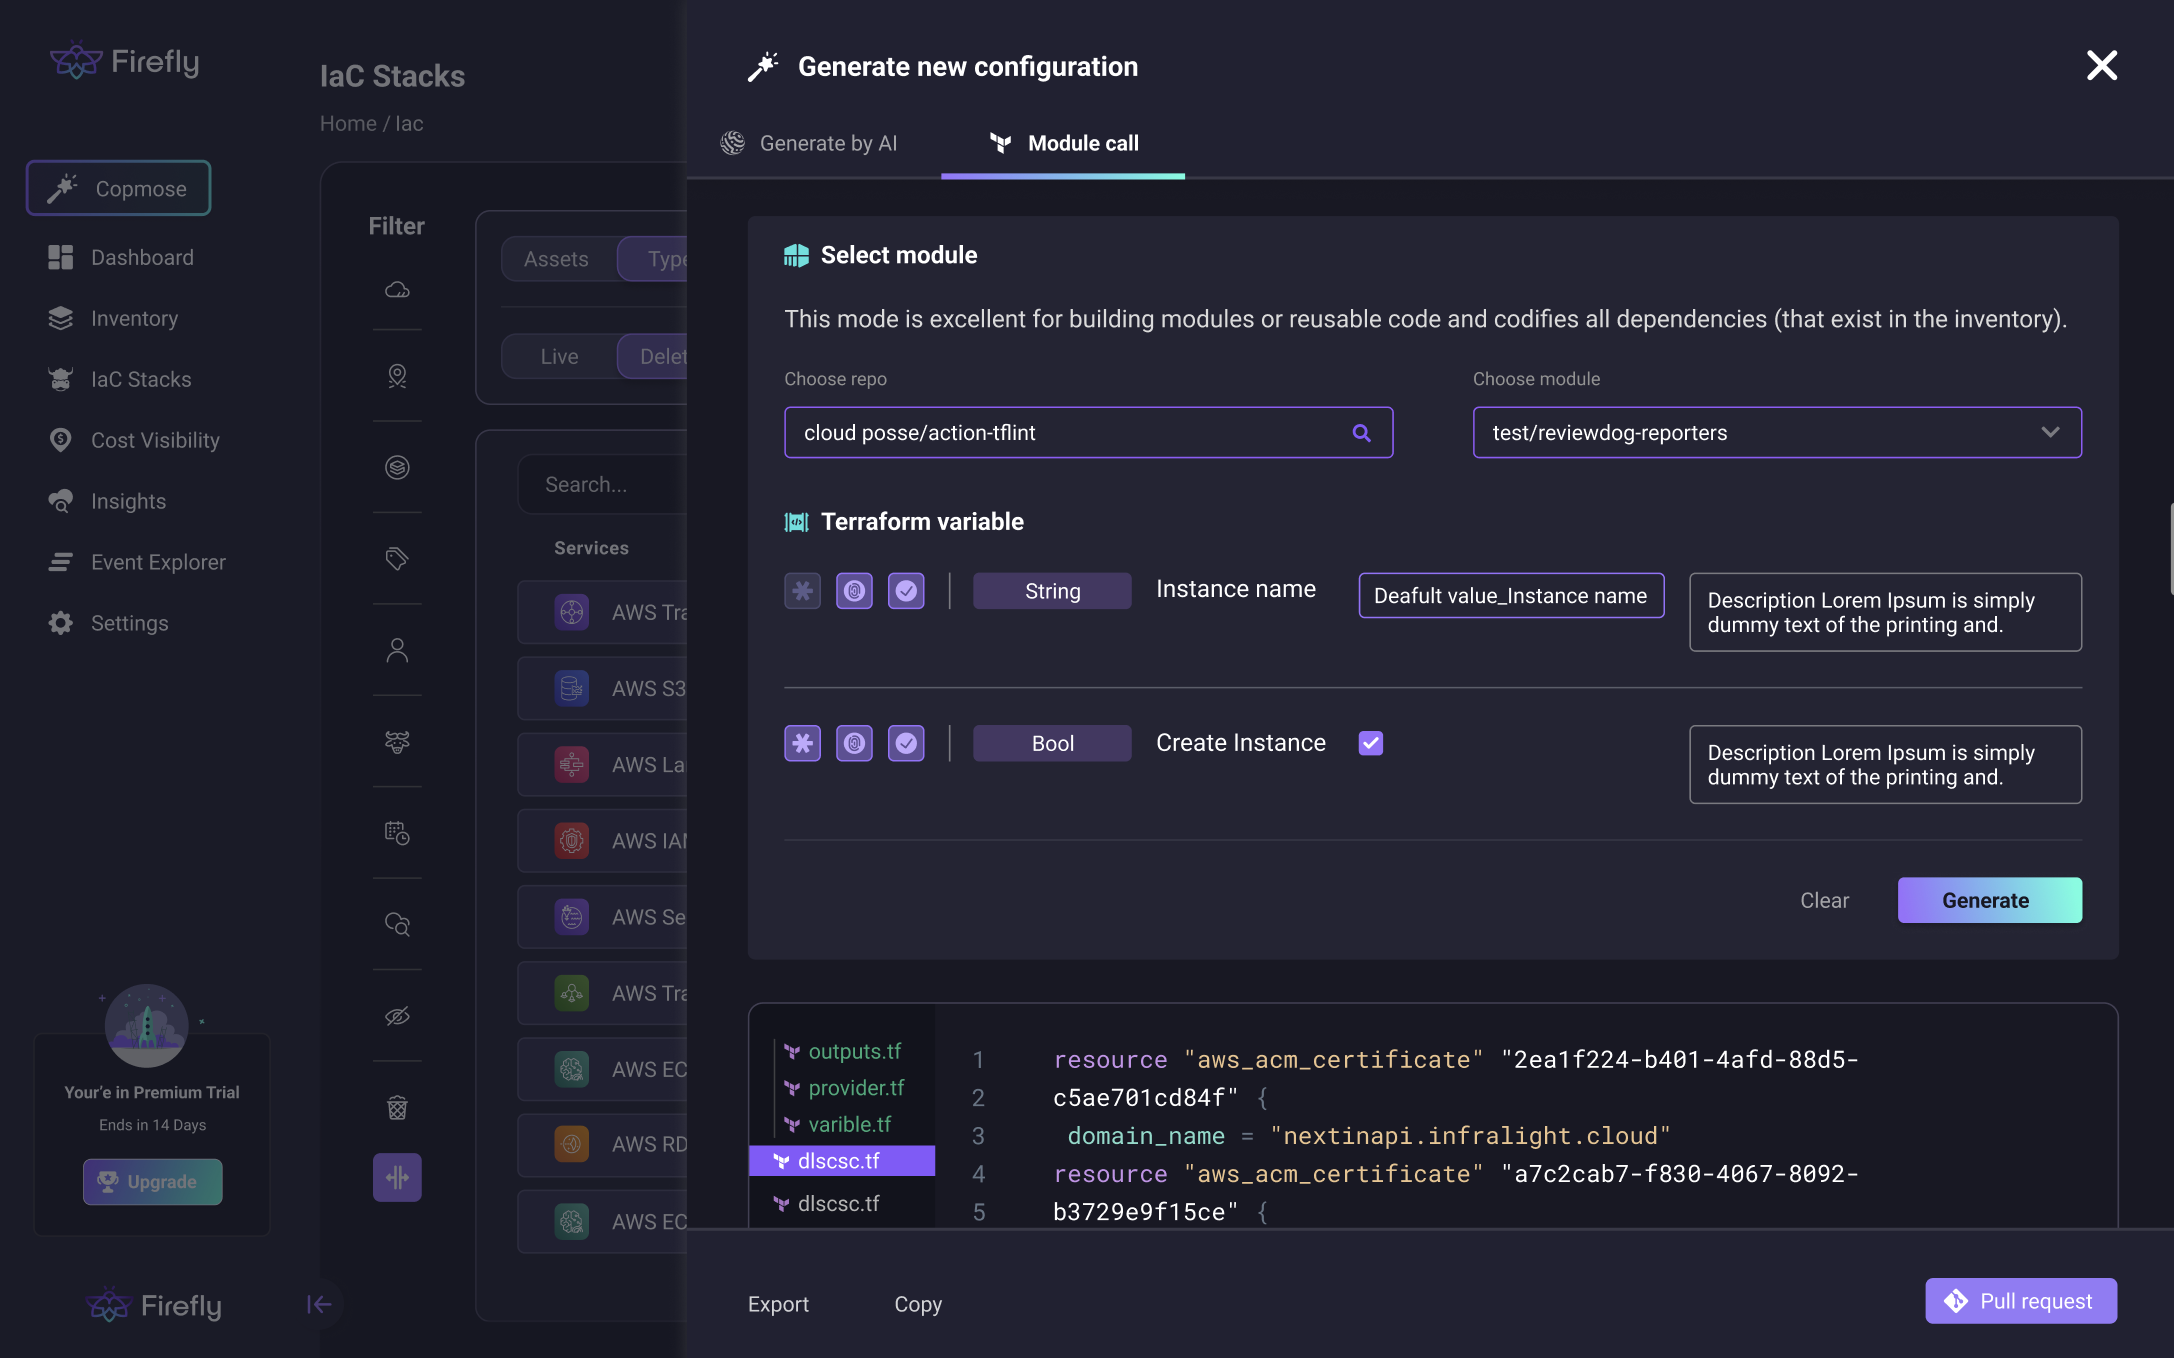 Firefly
IaC Stacks
Home / Iac
Copmose
Dashboard
Inventory
IaC Stacks
Cost Visibility
Insights
Event Explorer
Settings
Your'e in Premium Trial
Ends in 14 Days
Upgrade
Firefly
Filter
Assets
Type
Live
Delet
Search...
Services
AWS Tra
AWS S3
AWS La
AWS IAM
AWS Se
AWS Tra
AWS EC
AWS RD
AWS EC
Generate new configuration
Generate by AI
Module call
Select module
This mode is excellent for building modules or reusable code and codifies all dependencies (that exist in the inventory).
Choose repo
Choose module
cloud posse/action-tflint
test/reviewdog-reporters
Terraform variable
String
Instance name
Deafult value_Instance name
Description Lorem Ipsum is simply
dummy text of the printing and.
Bool
Create Instance
Description Lorem Ipsum is simply
dummy text of the printing and.
Clear
Generate
outputs.tf
provider.tf
varible.tf
dlscsc.tf
dlscsc.tf
1 resource "aws_acm_certificate" "2ea1f224-b401-4afd-88d5-
2 c5ae701cd84f" {
3 domain_name = "nextinapi.infralight.cloud"
4 resource "aws_acm_certificate" "a7c2cab7-f830-4067-8092-
5 b3729e9f15ce" {
Export
Copy
Pull request